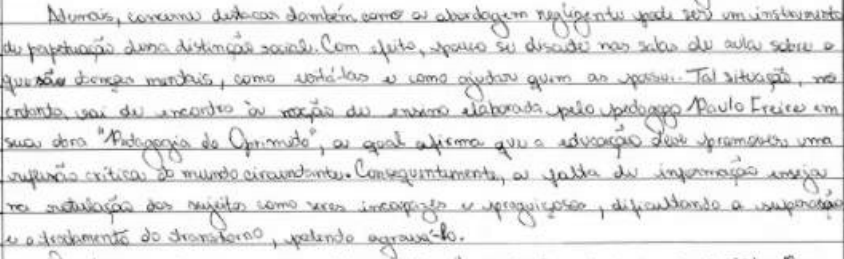 Ademais, concerne destacar também como a abordagem negligente pode ser um instrumento
de perpetuação dessa distinção social. Com efeito, pouco se discute nas salas de aula sobre o
que são doenças mentais, como evitá-las e como ajudar quem as possui. Tal situação, no
entanto, vai de encontro à noção de ensino elaborada pelo pedagogo Paulo Freire em
sua obra "Pedagogia do Oprimido", a qual afirma que a educação deve promover uma
reflexão crítica do mundo circundante. Consequentemente, a falta de informação enseja
na rotulação dos sujeitos como seres incapazes e preguiçosos, dificultando a superação
e o tratamento do transtorno, podendo agravá-lo.